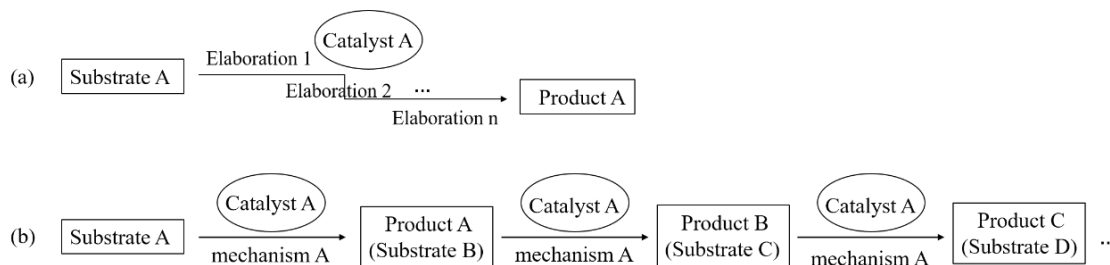 (a)
Substrate A
Elaboration 1
Catalyst A
Elaboration 2
...
Elaboration n
Product A
(b)
Substrate A
Catalyst A
mechanism A
Product A
(Substrate B)
Catalyst A
mechanism A
Product B
(Substrate C)
Catalyst A
mechanism A
Product C
(Substrate D)
..